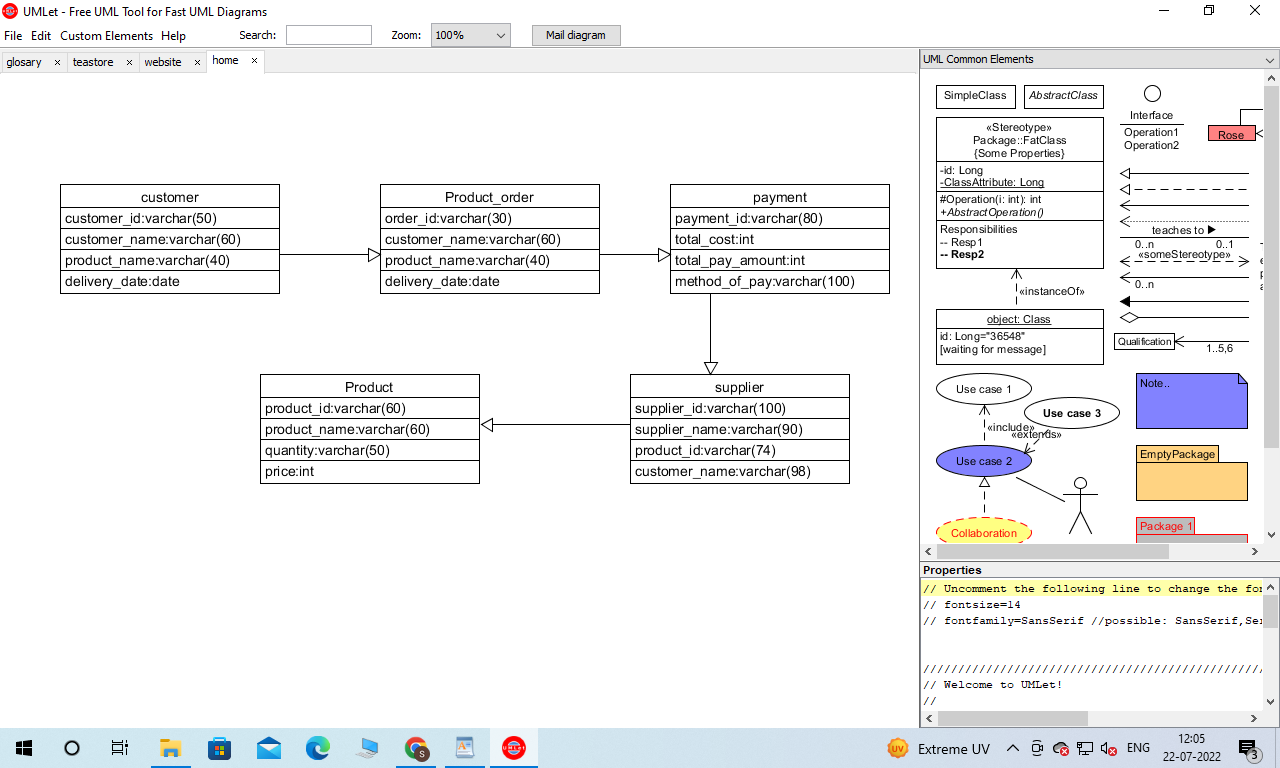 UMLet - Free UML Tool for Fast UML Diagrams
File Edit Custom Elements Help Search: Zoom: 100% Mail diagram
glosary × teastore × website × home ×
customer
customer_id:varchar(50)
customer_name:varchar(60)
product_name:varchar(40)
delivery_date:date
Product_order
order_id:varchar(30)
customer_name:varchar(60)
product_name:varchar(40)
delivery_date:date
payment
payment_id:varchar(80)
total_cost:int
total_pay_amount:int
method_of_pay:varchar(100)
Product
product_id:varchar(60)
product_name:varchar(60)
quantity:varchar(50)
price:int
supplier
supplier_id:varchar(100)
supplier_name:varchar(90)
product_id:varchar(74)
customer_name:varchar(98)
UML Common Elements
SimpleClass
AbstractClass
«Stereotype»
Package::FatClass
{Some Properties}
-id: Long
-ClassAttribute: Long
#Operation(i: int): int
+AbstractOperation()
Responsibilities
-- Resp1
-- Resp2
«instanceOf»
object: Class
id: Long="36548"
[waiting for message]
Interface
Operation1
Operation2
Rose
teaches to ▶
0..n 0..1
«someStereotype»
0..n
Qualification
1..5,6
Use case 1
Use case 3
«include»
«extends»
Use case 2
Collaboration
Note..
EmptyPackage
Package 1
Properties
// Uncomment the following line to change the fon
// fontsize=14
// fontfamily=SansSerif //possible: SansSerif,Ser
// Welcome to UMLet!
//
UV Extreme UV ENG 12:05
22-07-2022 3